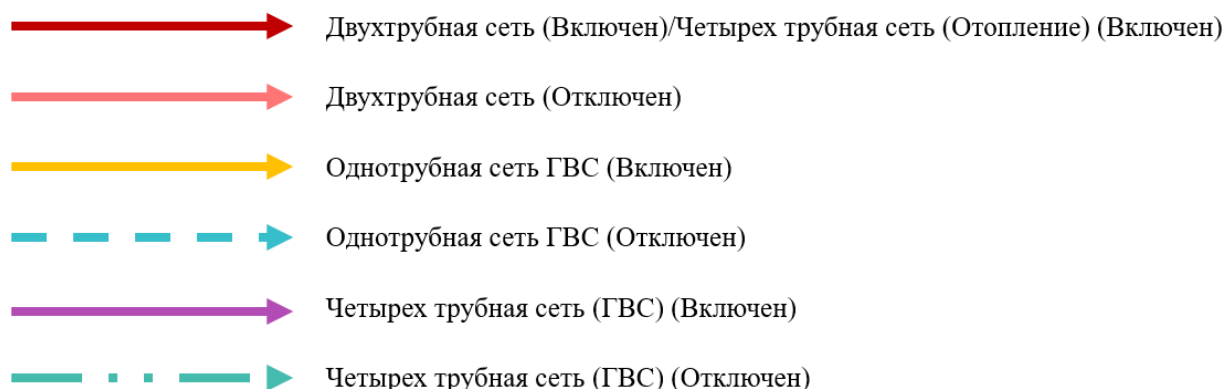 Двухтрубная сеть (Включен)/Четырех трубная сеть (Отопление) (Включен)
Двухтрубная сеть (Отключен)
Однотрубная сеть ГВС (Включен)
Однотрубная сеть ГВС (Отключен)
Четырех трубная сеть (ГВС) (Включен)
Четырех трубная сеть (ГВС) (Отключен)